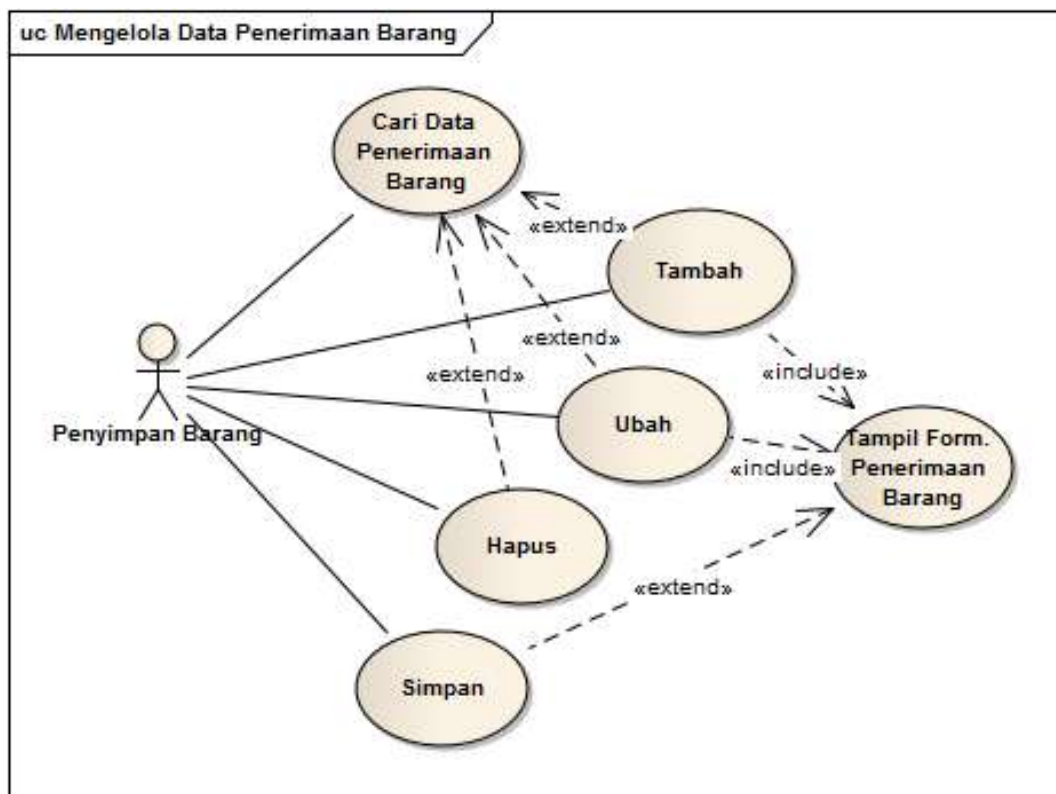 uc Mengelola Data Penerimaan Barang
Cari Data
Penerimaan
Barang
«extend»
Tambah
«extend»
«extend»
«include»
Penyimpan Barang
Ubah
Tampil Form.
Penerimaan
Barang
«include»
Hapus
«extend»
Simpan